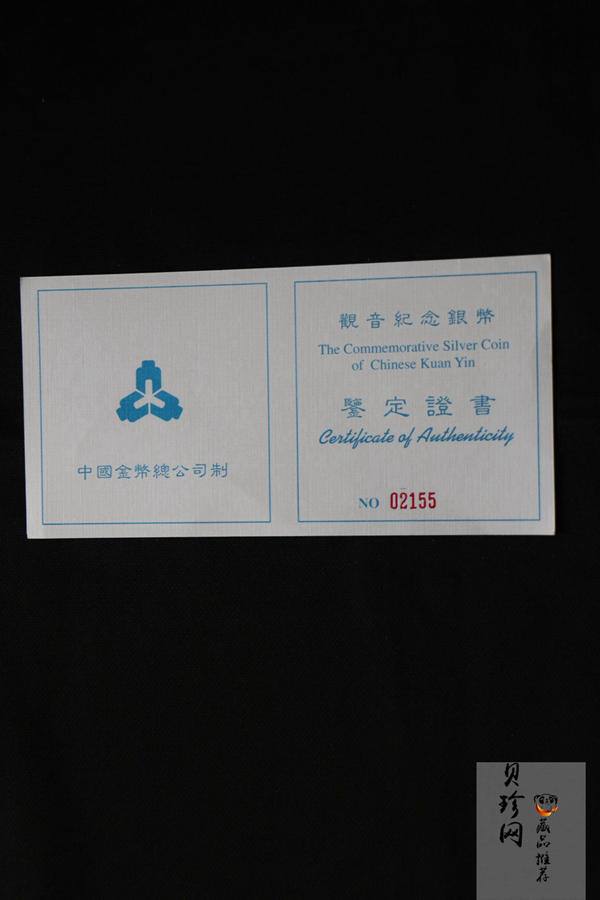 中國金幣總公司制
觀音紀念銀幣
The Commemorative Silver Coin
of Chinese Kuan Yin
鑒定證書
Certificate of Authenticity
NO 02155
贝珍网
藏品推荐